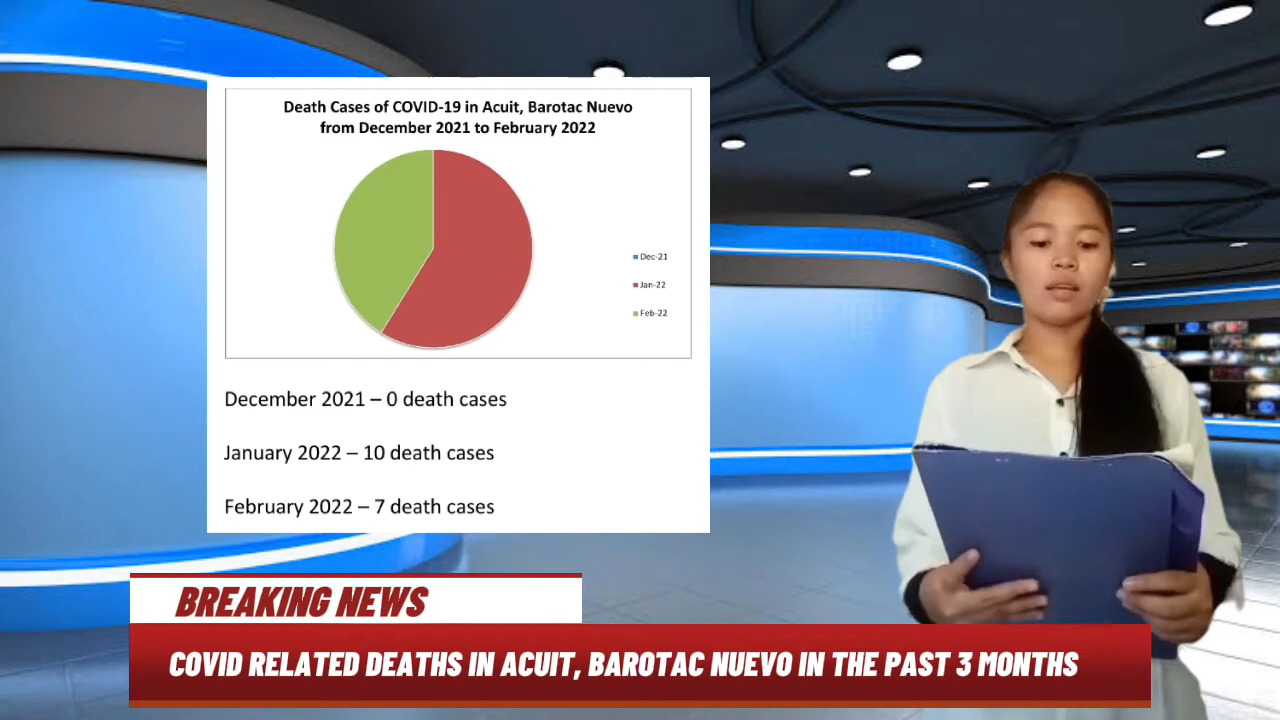 Death Cases of COVID-19 in Acuit, Barotac Nuevo
from December 2021 to February 2022
Dec-21
Jan-22
Feb-22
December 2021 – 0 death cases
January 2022 – 10 death cases
February 2022 – 7 death cases
BREAKING NEWS
COVID RELATED DEATHS IN ACUIT, BAROTAC NUEVO IN THE PAST 3 MONTHS